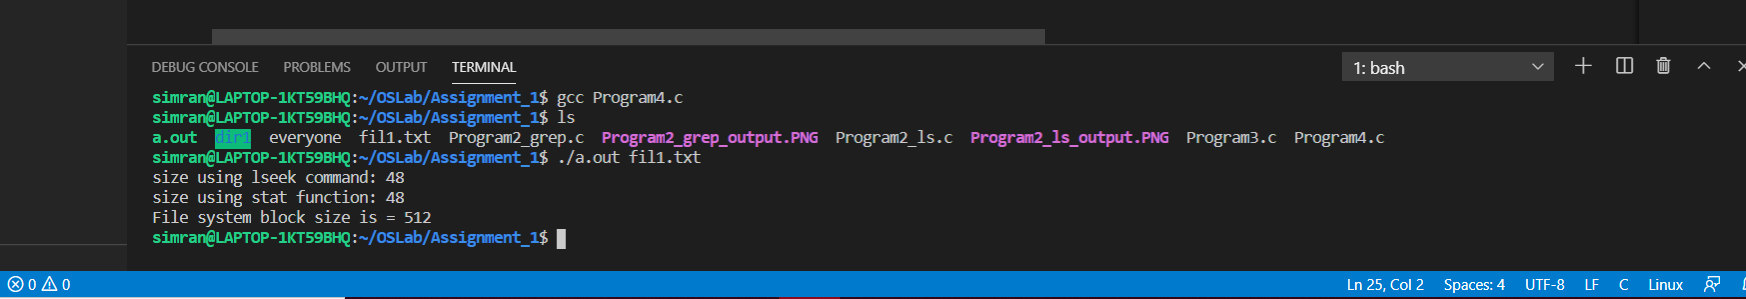 DEBUG CONSOLE PROBLEMS OUTPUT TERMINAL 1: bash
simran@LAPTOP-1KT59BHQ:~/OSLab/Assignment_1$ gcc Program4.c
simran@LAPTOP-1KT59BHQ:~/OSLab/Assignment_1$ ls
a.out dir1 everyone fil1.txt Program2_grep.c Program2_grep_output.PNG Program2_ls.c Program2_ls_output.PNG Program3.c Program4.c
simran@LAPTOP-1KT59BHQ:~/OSLab/Assignment_1$ ./a.out fil1.txt
size using lseek command: 48
size using stat function: 48
File system block size is = 512
simran@LAPTOP-1KT59BHQ:~/OSLab/Assignment_1$
0 0 Ln 25, Col 2 Spaces: 4 UTF-8 LF C Linux